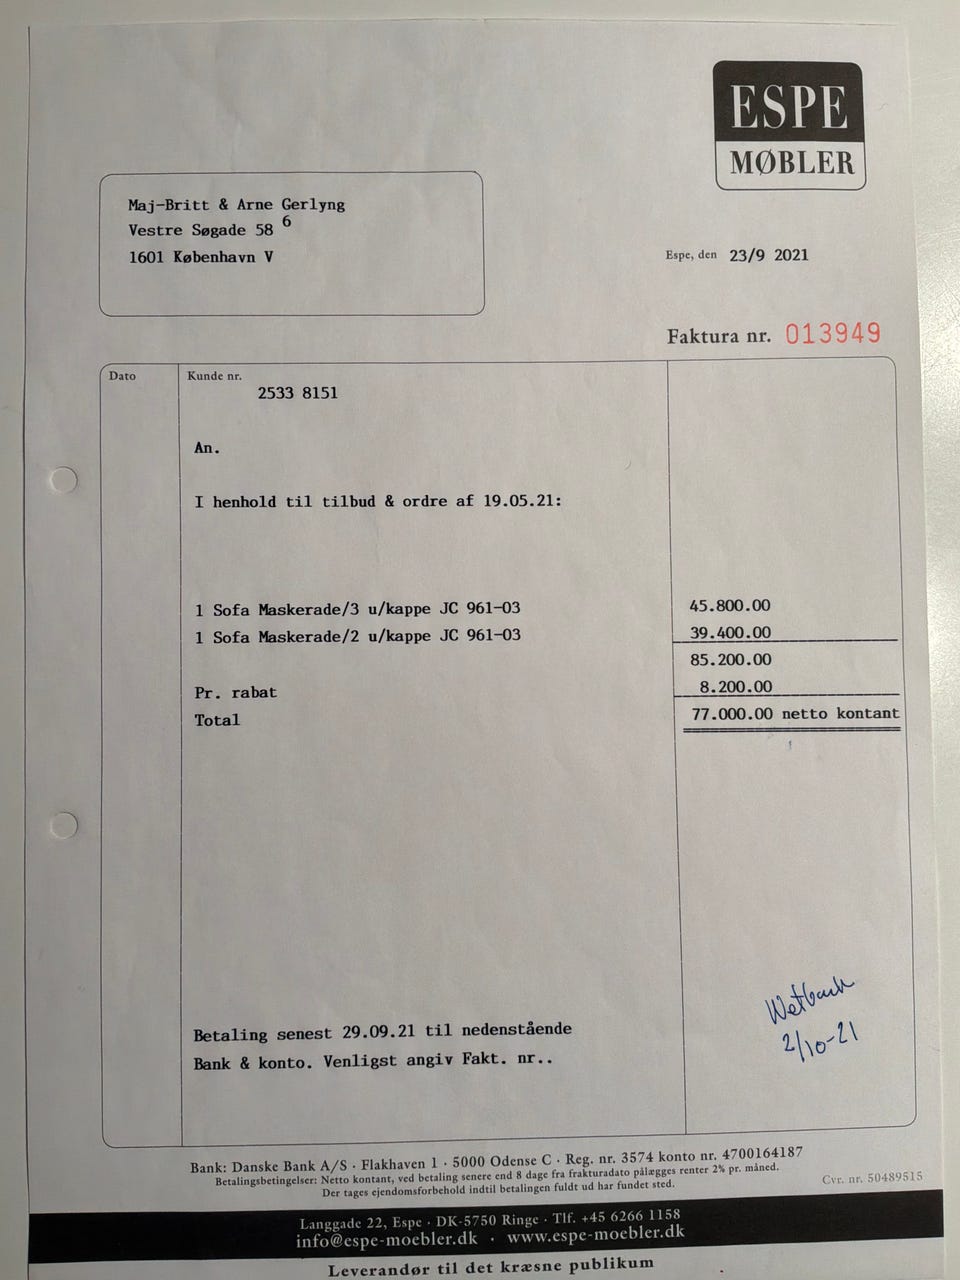 ESPE
MØBLER
Maj-Britt & Arne Gerlyng
Vestre Søgade 58 6
1601 København V
Espe, den 23/9 2021
Faktura nr. 013949
Dato Kunde nr.
2533 8151
An.
I henhold til tilbud & ordre af 19.05.21:
1 Sofa Maskerade/3 u/kappe JC 961-03 45.800.00
1 Sofa Maskerade/2 u/kappe JC 961-03 39.400.00
85.200.00
Pr. rabat 8.200.00
Total 77.000.00 netto kontant
Betaling senest 29.09.21 til nedenstående
Bank & konto. Venligst angiv Fakt. nr..
Wetback
2/10-21
Bank: Danske Bank A/S · Flakhaven 1 · 5000 Odense C · Reg. nr. 3574 konto nr. 4700164187
Betalingsbetingelser: Netto kontant, ved betaling senere end 8 dage fra frakturadato pålægges renter 2% pr. måned.
Der tages ejendomsforbehold indtil betalingen fuldt ud har fundet sted.
Cvr. nr. 50489515
Langgade 22, Espe · DK-5750 Ringe · Tlf. +45 6266 1158
info@espe-moebler.dk · www.espe-moebler.dk
Leverandør til det kræsne publikum